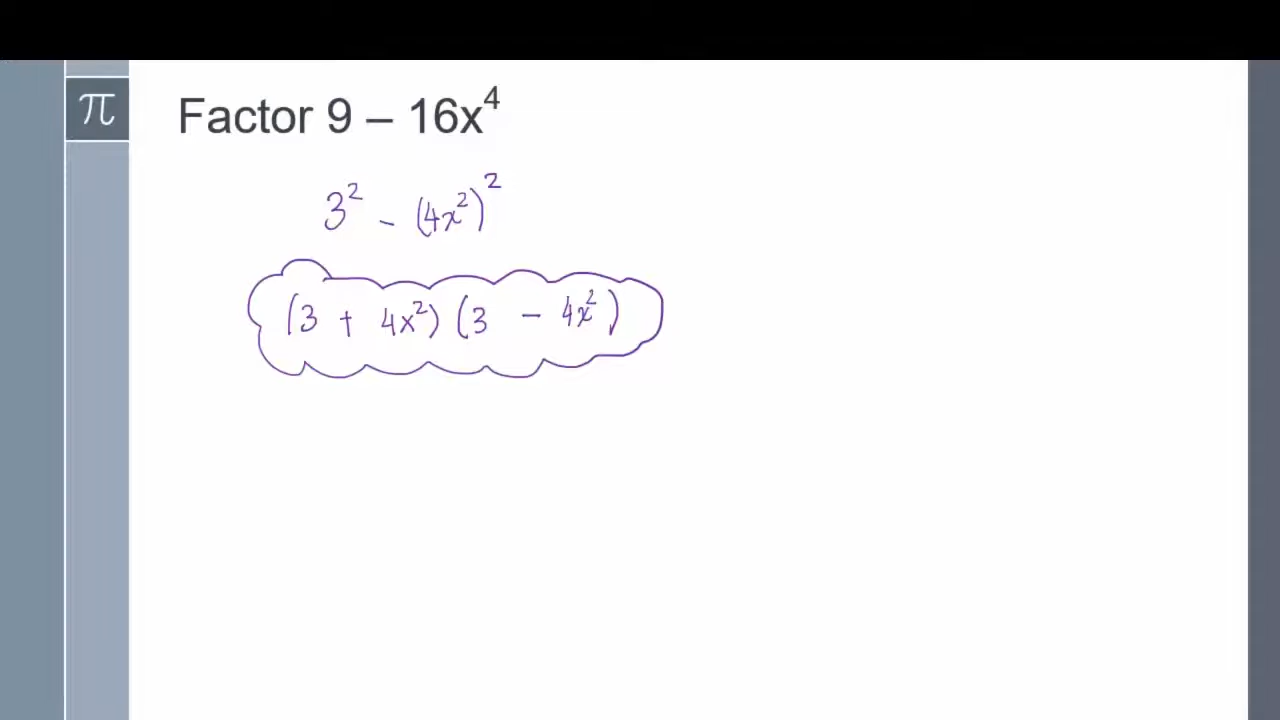 π
Factor 9 – 16x⁴
3² - (4x²)²
(3 + 4x²) (3 - 4x²)